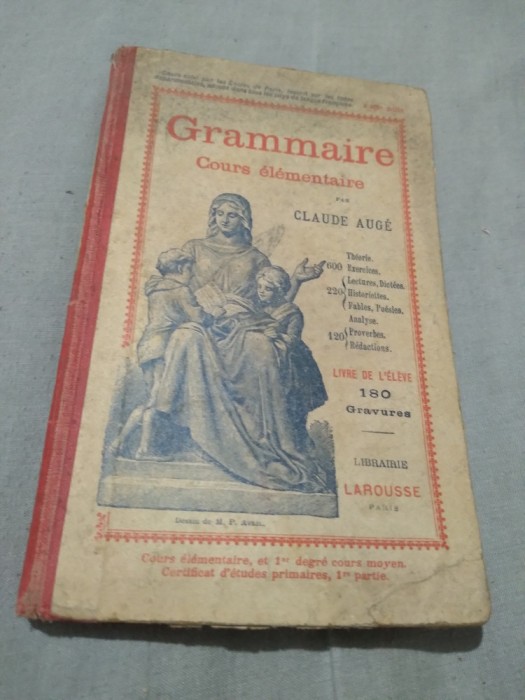 Grammaire
Cours élémentaire
PAR
CLAUDE AUGÉ
Théorie.
600 Exercices.
Lectures, Dictées.
220 Historiettes.
Fables, Poésies.
Analyse.
120 Proverbes.
Rédactions.
LIVRE DE L'ÉLÈVE
180
Gravures
LIBRAIRIE
LAROUSSE
PARIS
Dessin de M. P. Avril.
Cours élémentaire, et 1er degré cours moyen.
Certificat d'études primaires, 1re partie.